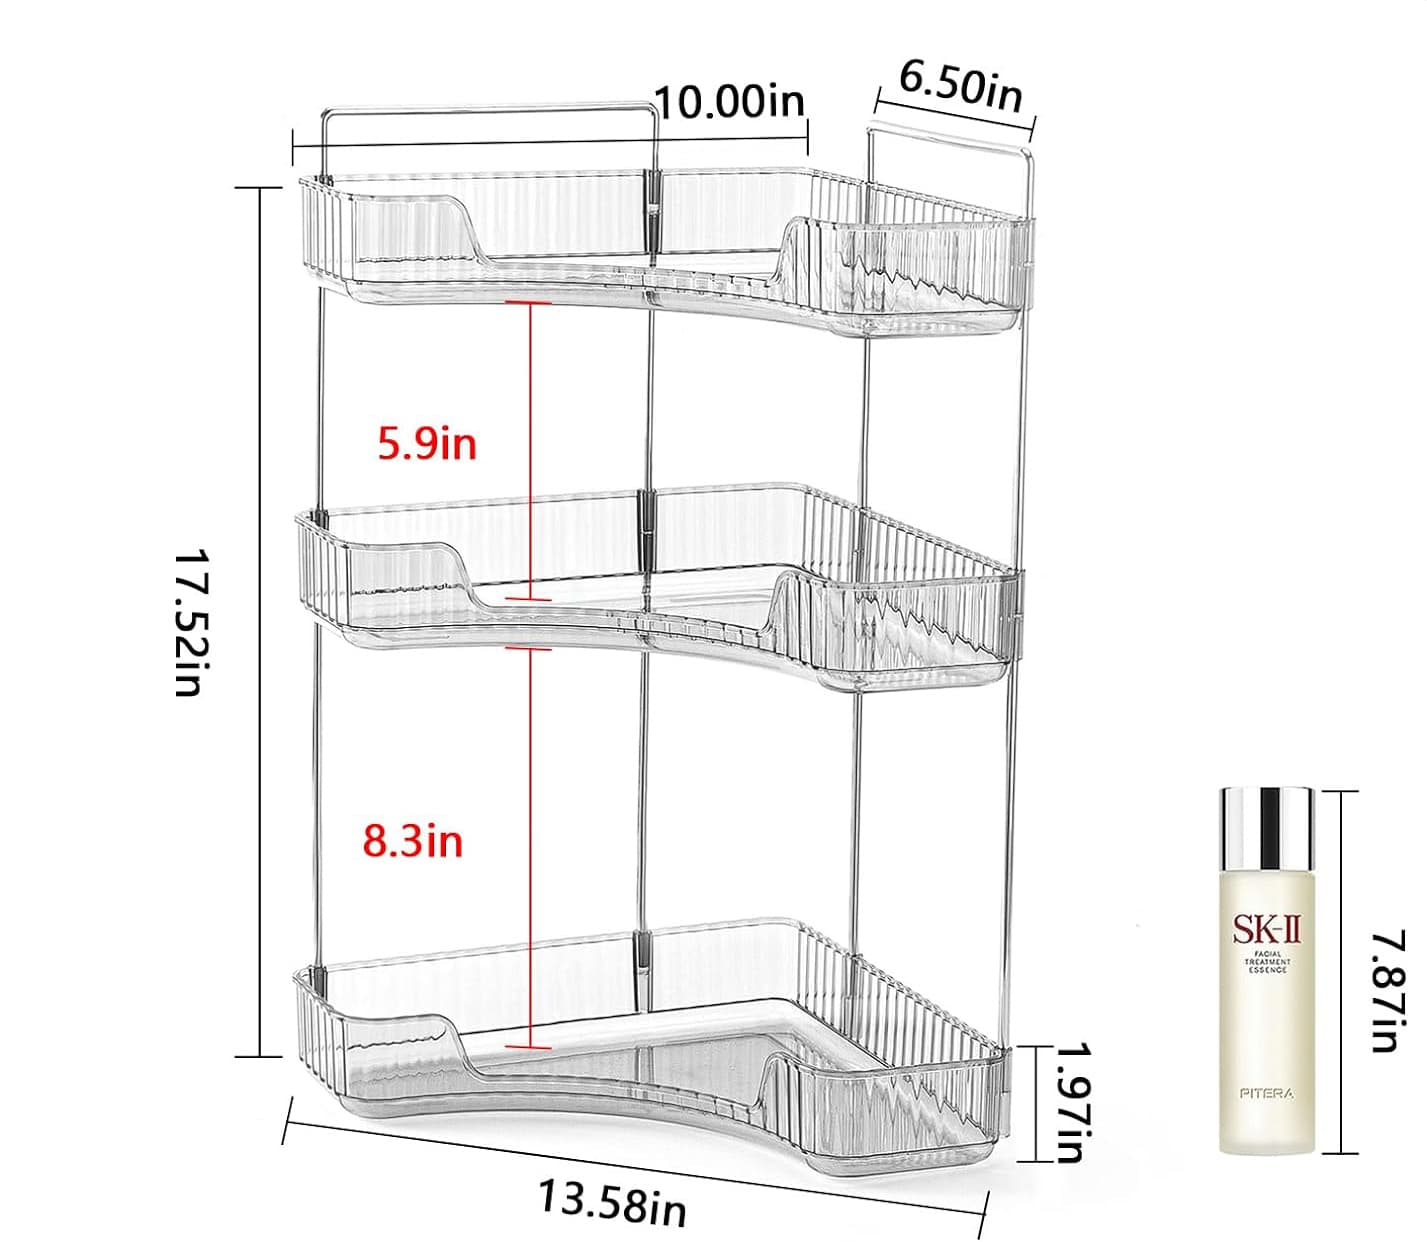 10.00in
6.50in
5.9in
17.52in
8.3in
SK-II
FACIAL
TREATMENT
ESSENCE
PITERA
7.87in
1.97in
13.58in